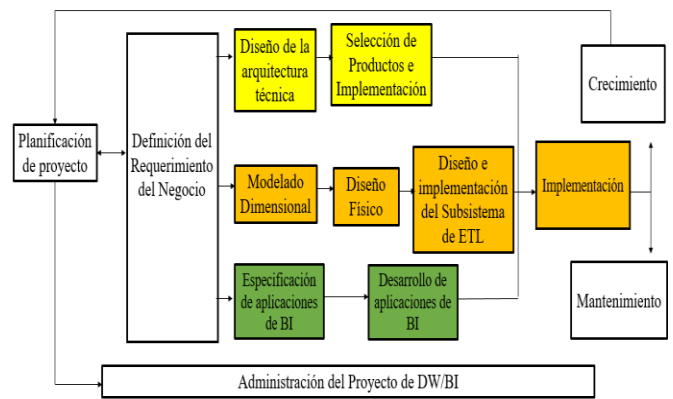 Planificación
de proyecto
Definición del
Requerimiento
del Negocio
Diseño de la
arquitectura
técnica
Selección de
Productos e
Implementación
Modelado
Dimensional
Diseño
Físico
Diseño e
implementación
del Subsistema
de ETL
Implementación
Especificación
de aplicaciones
de BI
Desarrollo de
aplicaciones de
BI
Crecimiento
Mantenimiento
Administración del Proyecto de DW/BI